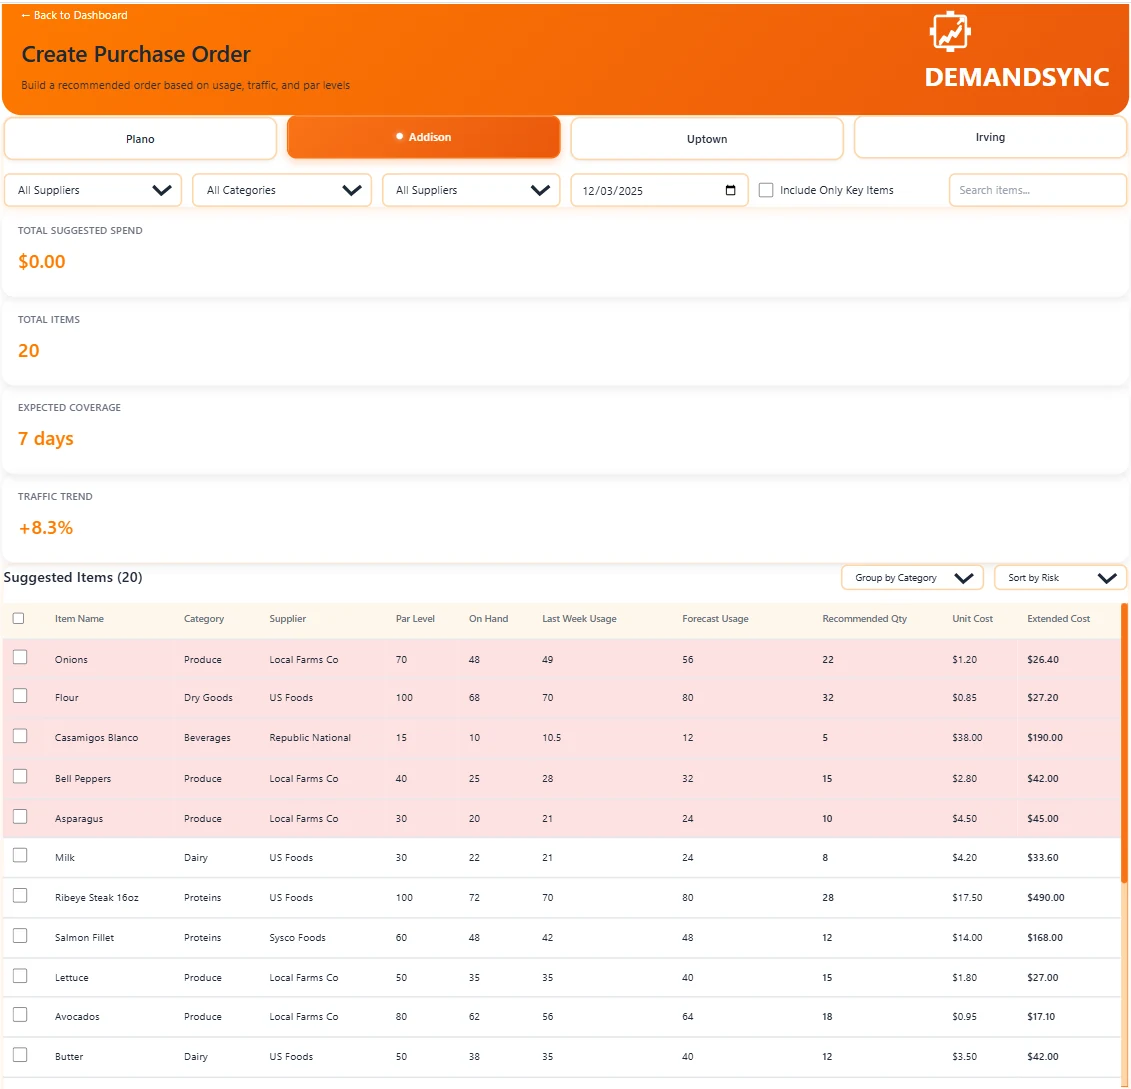 ← Back to Dashboard
Create Purchase Order
Build a recommended order based on usage, traffic, and par levels
DEMANDSYNC
Plano
Addison
Uptown
Irving
All Suppliers
All Categories
All Suppliers
12/03/2025
Include Only Key Items
Search items...
TOTAL SUGGESTED SPEND
$0.00
TOTAL ITEMS
20
EXPECTED COVERAGE
7 days
TRAFFIC TREND
+8.3%
Suggested Items (20)
Group by Category
Sort by Risk
Item Name Category Supplier Par Level On Hand Last Week Usage Forecast Usage Recommended Qty Unit Cost Extended Cost
Onions Produce Local Farms Co 70 48 49 56 22 $1.20 $26.40
Flour Dry Goods US Foods 100 68 70 80 32 $0.85 $27.20
Casamigos Blanco Beverages Republic National 15 10 10.5 12 5 $38.00 $190.00
Bell Peppers Produce Local Farms Co 40 25 28 32 15 $2.80 $42.00
Asparagus Produce Local Farms Co 30 20 21 24 10 $4.50 $45.00
Milk Dairy US Foods 30 22 21 24 8 $4.20 $33.60
Ribeye Steak 16oz Proteins US Foods 100 72 70 80 28 $17.50 $490.00
Salmon Fillet Proteins Sysco Foods 60 48 42 48 12 $14.00 $168.00
Lettuce Produce Local Farms Co 50 35 35 40 15 $1.80 $27.00
Avocados Produce Local Farms Co 80 62 56 64 18 $0.95 $17.10
Butter Dairy US Foods 50 38 35 40 12 $3.50 $42.00